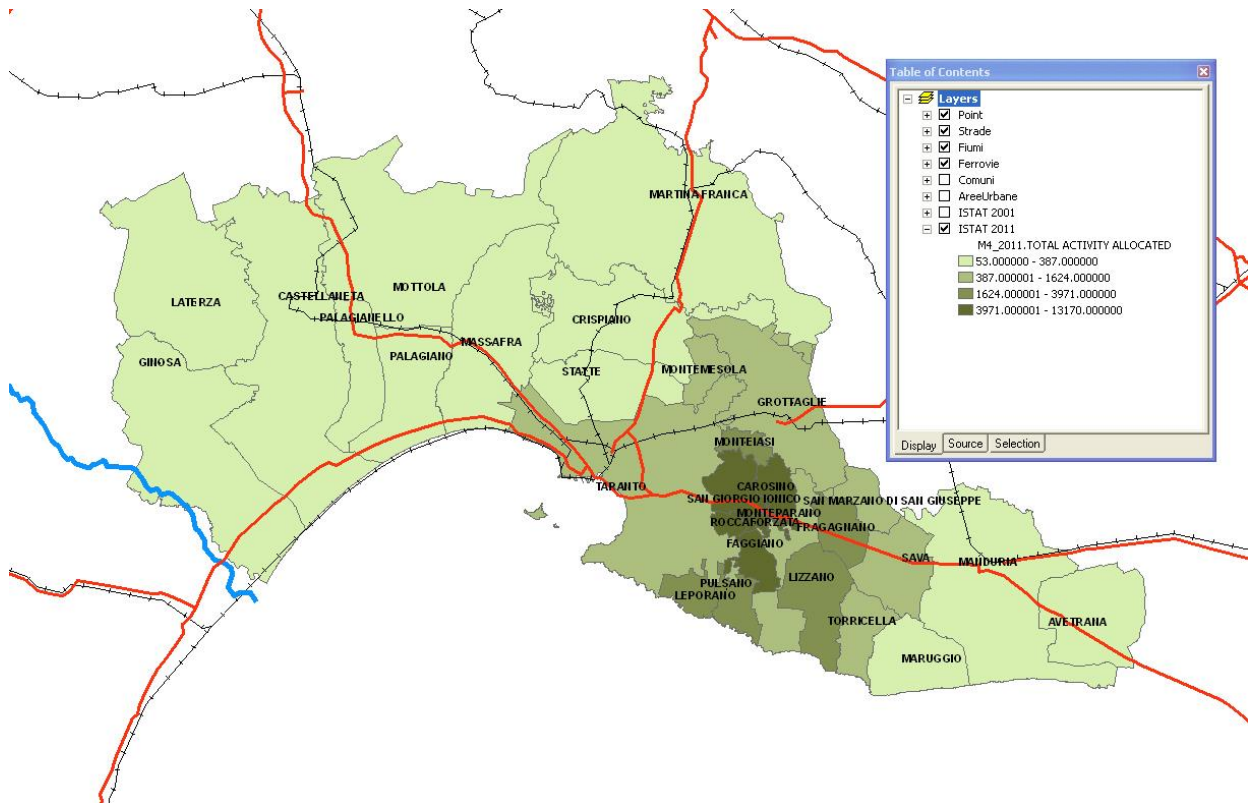 Table of Contents
Layers
Point
Strade
Fiumi
Ferrovie
Comuni
AreeUrbane
ISTAT 2001
ISTAT 2011
M4_2011.TOTAL ACTIVITY ALLOCATED
53.000000 - 387.000000
387.000001 - 1624.000000
1624.000001 - 3971.000000
3971.000001 - 13170.000000
Display Source Selection
MARTINA FRANCA
MOTTOLA
LATERZA
CASTELLANETA
PALAGIANELLO
CRISPIANO
MASSAFRA
PALAGIANO
GINOSA
STATTE
MONTEMESOLA
GROTTAGLIE
MONTEIASI
TARANTO
CAROSINO
SAN GIORGIO IONICO
SAN MARZANO DI SAN GIUSEPPE
MONTEPARANO
ROCCAFORZATA
FRAGAGNANO
FAGGIANO
SAVA
MANDURIA
LIZZANO
PULSANO
LEPORANO
TORRICELLA
AVETRANA
MARUGGIO